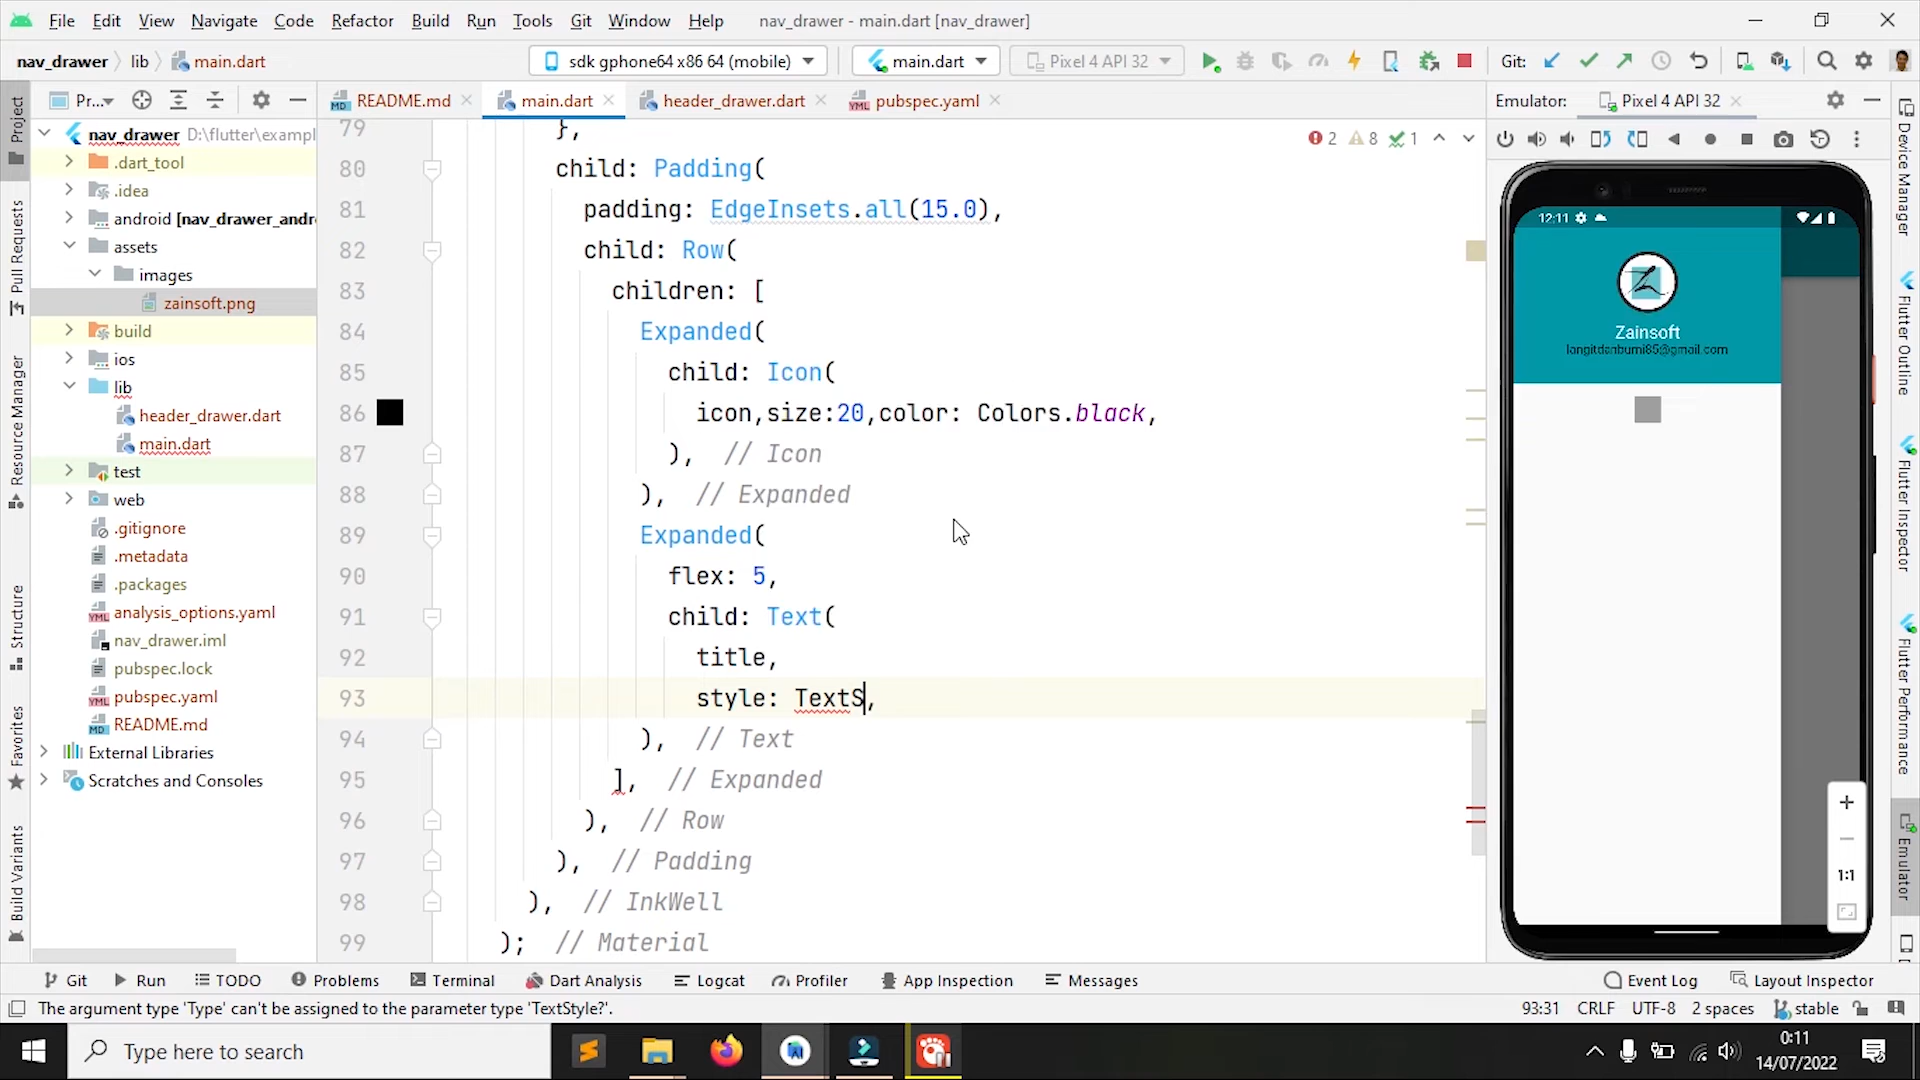 File Edit View Navigate Code Refactor Build Run Tools Git Window Help nav_drawer - main.dart [nav_drawer]
nav_drawer lib main.dart sdk gphone64 x86 64 (mobile) main.dart Pixel 4 API 32 Git:
Pr... README.md main.dart header_drawer.dart pubspec.yaml Emulator: Pixel 4 API 32
Project
Pull Requests
Resource Manager
Structure
Favorites
Build Variants
nav_drawer D:\flutter\exampl
.dart_tool
.idea
android [nav_drawer_andr
assets
images
zainsoft.png
build
ios
lib
header_drawer.dart
main.dart
test
web
.gitignore
.metadata
.packages
analysis_options.yaml
nav_drawer.iml
pubspec.lock
pubspec.yaml
README.md
External Libraries
Scratches and Consoles
2 8 1
79 },
80 child: Padding(
81 padding: EdgeInsets.all(15.0),
82 child: Row(
83 children: [
84 Expanded(
85 child: Icon(
86 icon,size:20,color: Colors.black,
87 ), // Icon
88 ), // Expanded
89 Expanded(
90 flex: 5,
91 child: Text(
92 title,
93 style: TextS,
94 ), // Text
95 ], // Expanded
96 ), // Row
97 ), // Padding
98 ), // InkWell
99 ); // Material
12:11
Zainsoft
langitdanbumi85@gmail.com
1:1
Device Manager
Flutter Outline
Flutter Inspector
Flutter Performance
Emulator
Git Run TODO Problems Terminal Dart Analysis Logcat Profiler App Inspection Messages Event Log Layout Inspector
The argument type 'Type' can't be assigned to the parameter type 'TextStyle?'. 93:31 CRLF UTF-8 2 spaces stable
Type here to search
0:11
14/07/2022